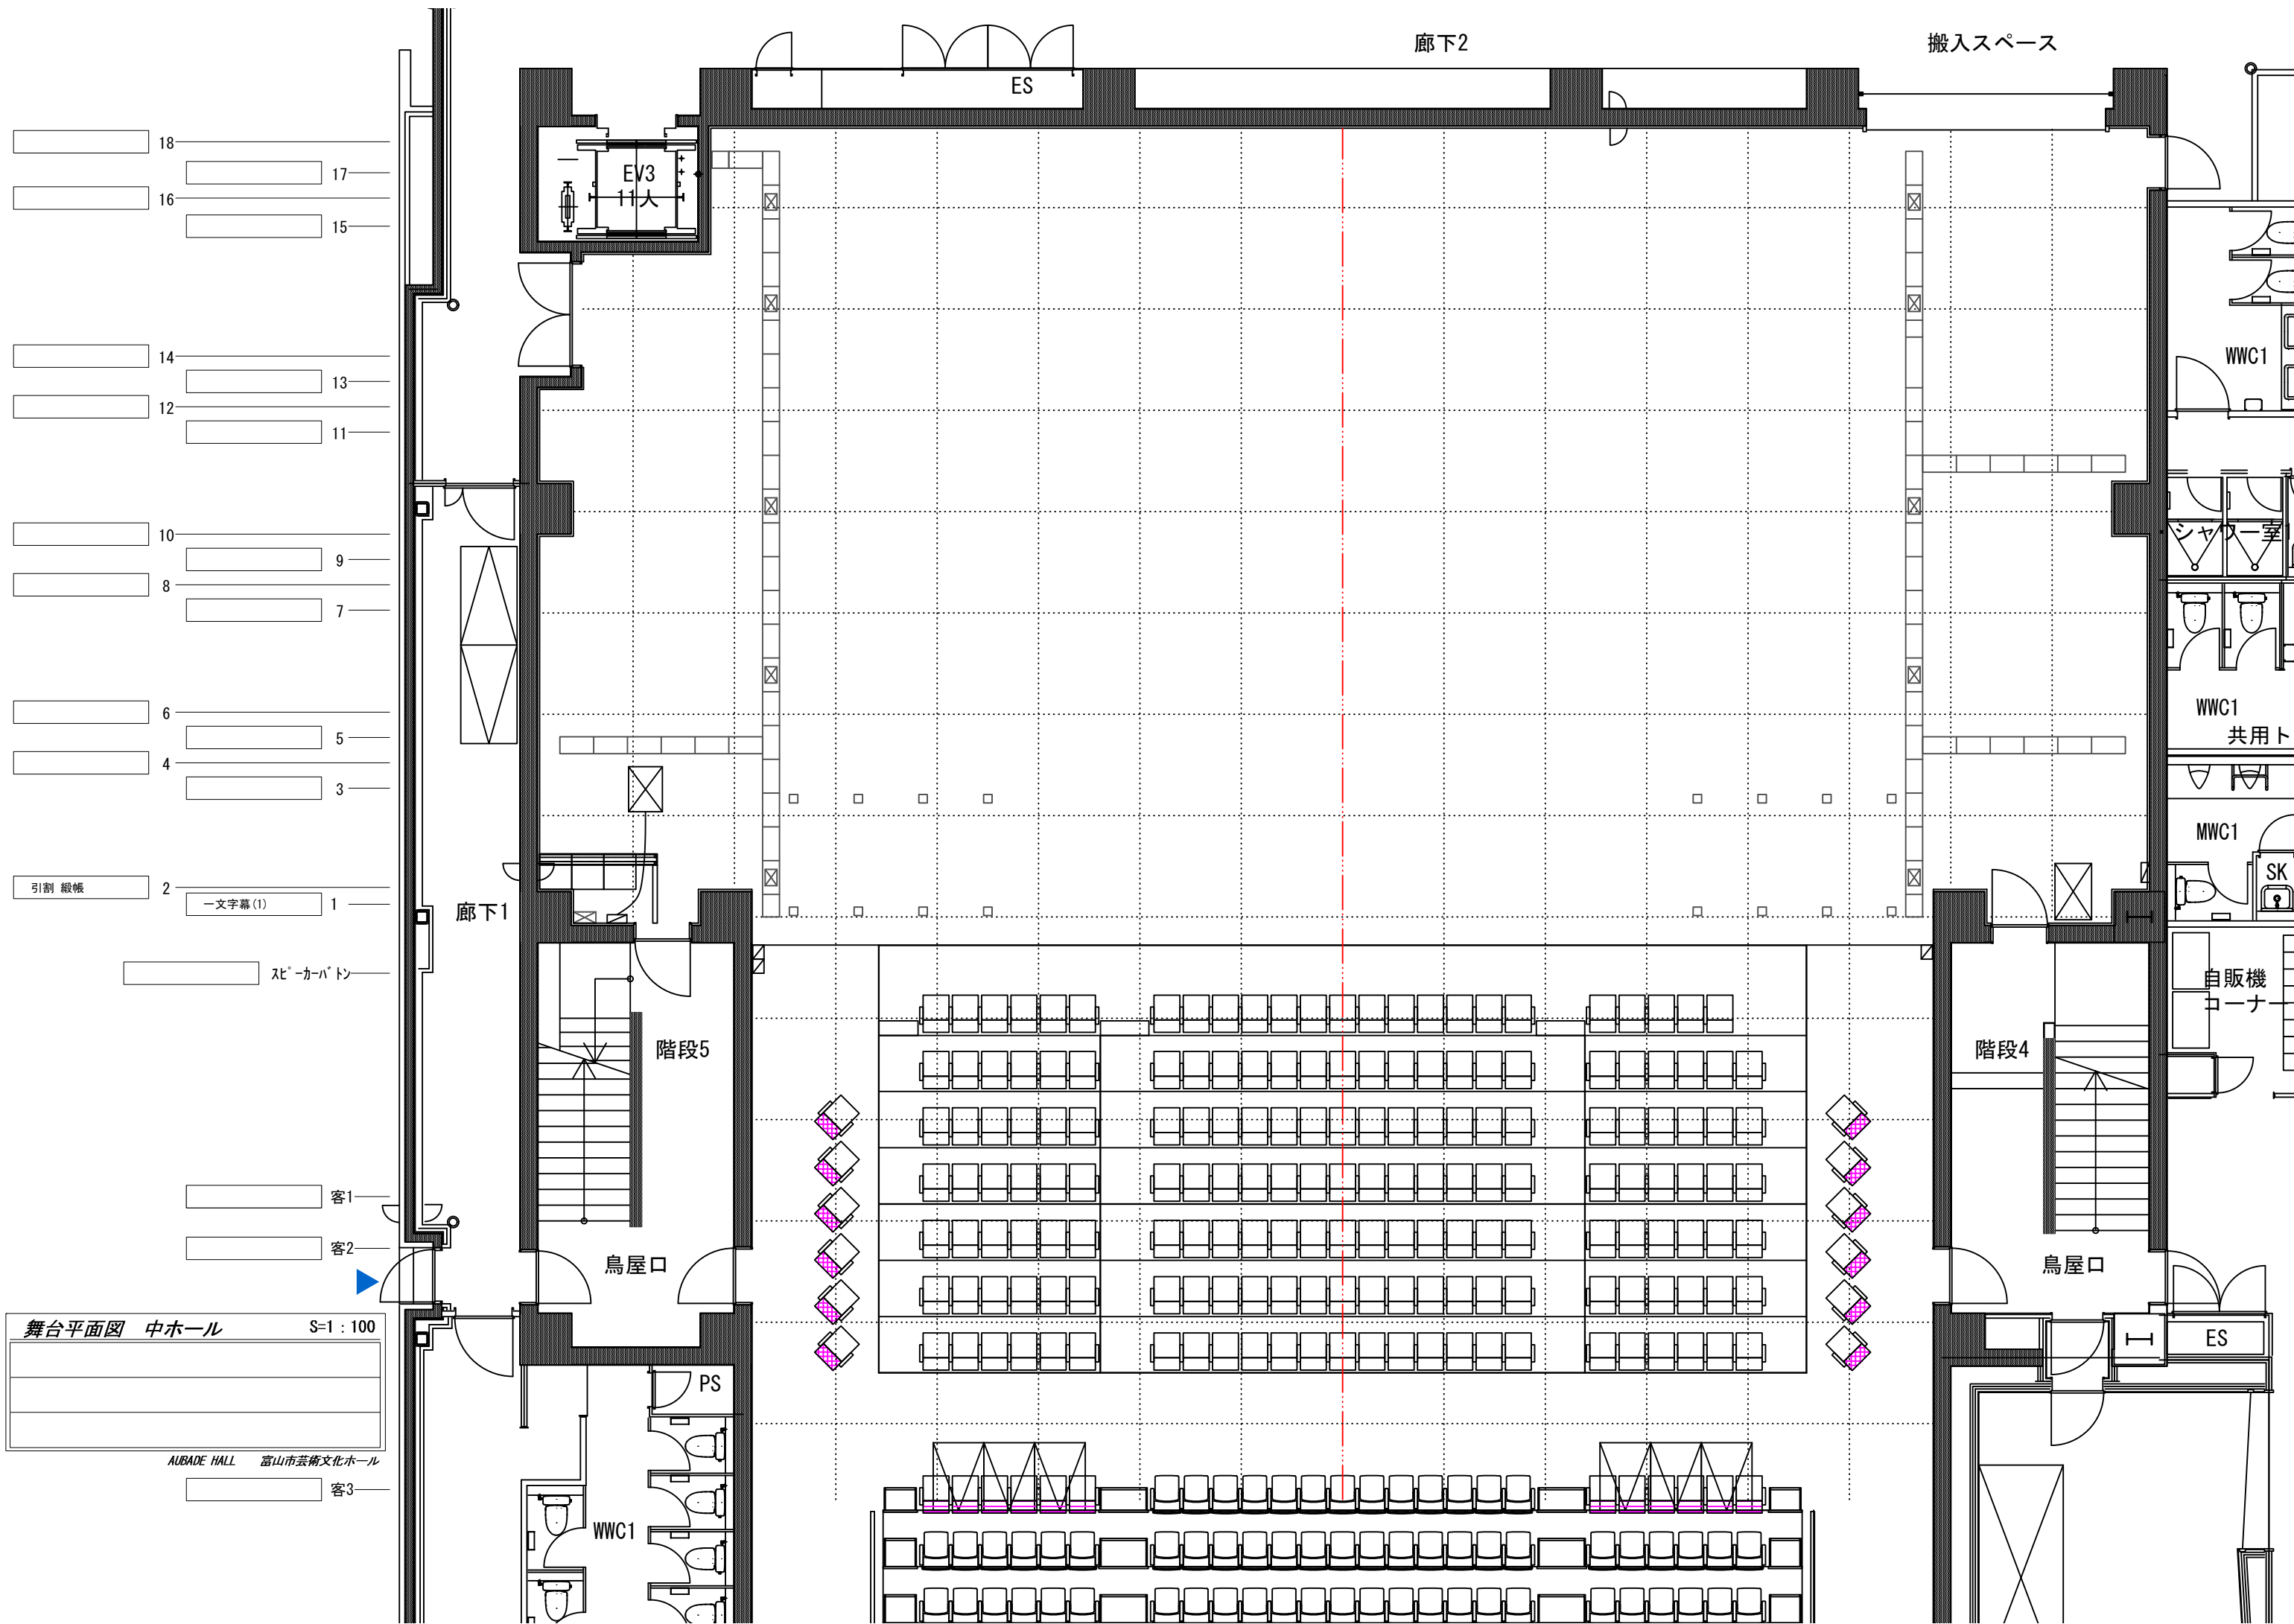 廊下2
搬入スペース
ES
18
17
16
15
EV3
11人
14
13
12
11
WWC1
10
9
8
7
シャワー室
6
5
4
3
WWC1
共用ト
MWC1
SK
引割 緞帳
2
一文字幕(1)
1
廊下1
スピーカーバトン
自販機
コーナー
階段5
階段4
客1
客2
鳥屋口
鳥屋口
舞台平面図 中ホール
S=1 : 100
ES
PS
AUBADE HALL 富山市芸術文化ホール
客3
WWC1